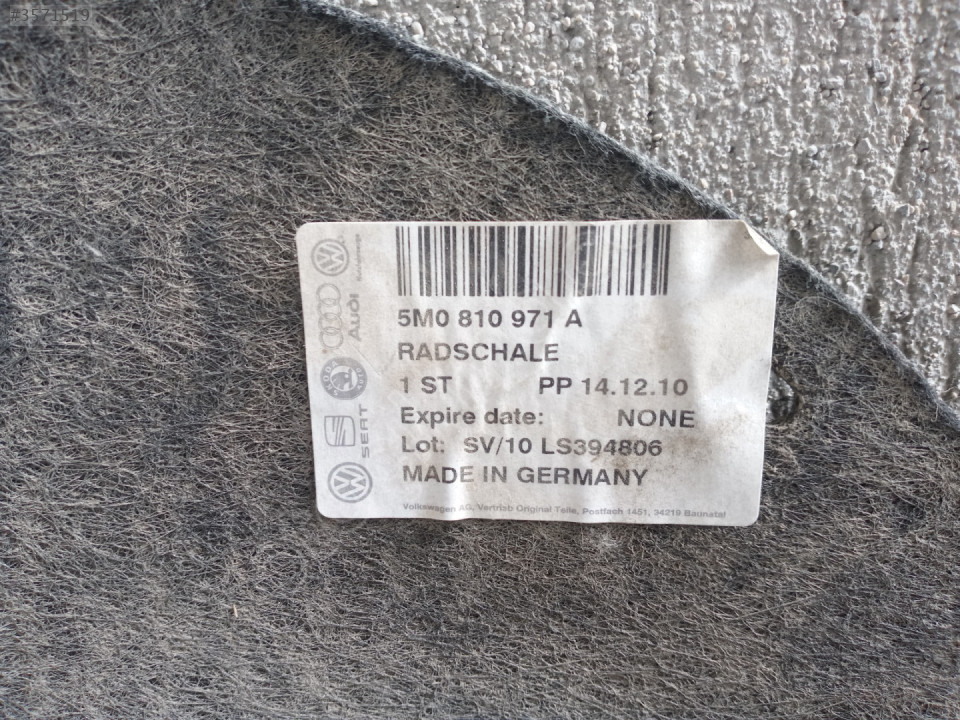 #3571519
5M0 810 971 A
RADSCHALE
1 ST PP 14.12.10
Expire date: NONE
Lot: SV/10 LS394806
MADE IN GERMANY
Volkswagen AG, Vertrieb Original Teile, Postfach 1451, 34219 Baunatal
Audi
SEAT